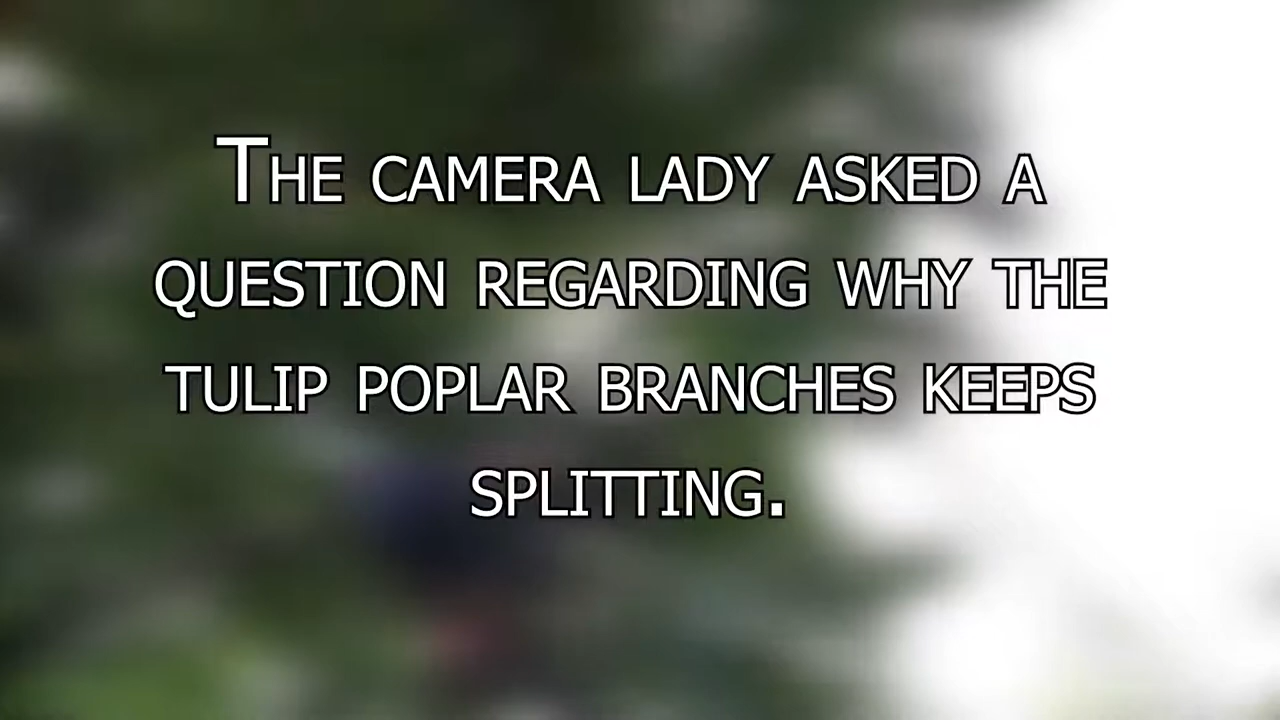 The camera lady asked a
question regarding why the
tulip poplar branches keeps
splitting.